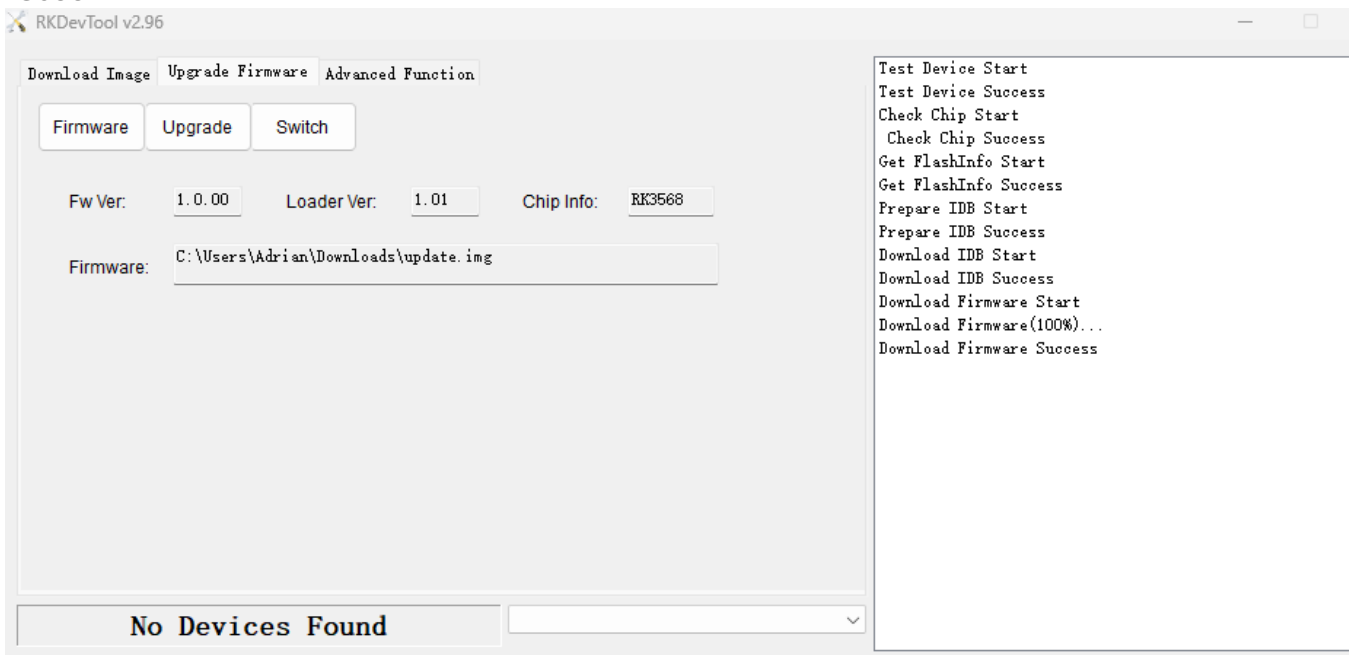 RKDevTool v2.96
Download Image Upgrade Firmware Advanced Function
Firmware Upgrade Switch
Fw Ver: 1.0.00 Loader Ver: 1.01 Chip Info: RK3568
Firmware: C:\Users\Adrian\Downloads\update.img
No Devices Found
Test Device Start
Test Device Success
Check Chip Start
Check Chip Success
Get FlashInfo Start
Get FlashInfo Success
Prepare IDB Start
Prepare IDB Success
Download IDB Start
Download IDB Success
Download Firmware Start
Download Firmware(100%)...
Download Firmware Success